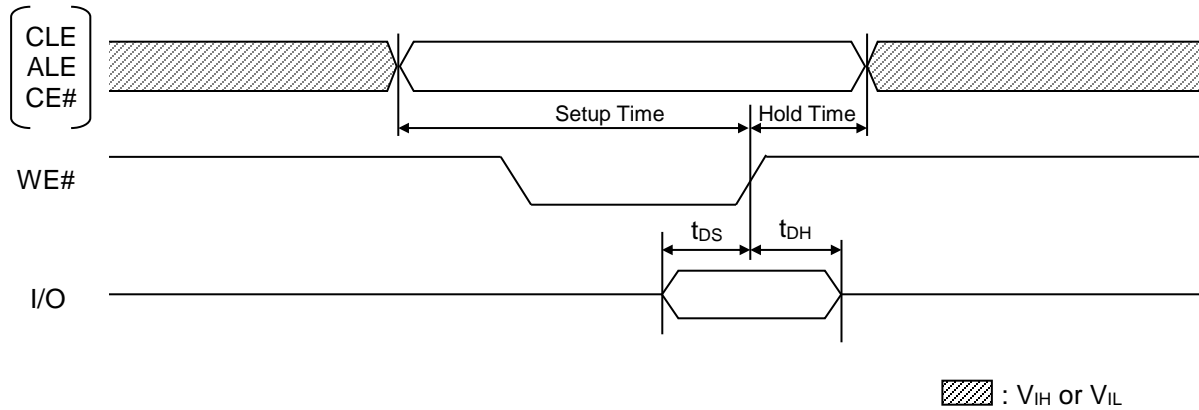 CLE
ALE
CE#
Setup Time
Hold Time
WE#
tDS
tDH
I/O
: VIH or VIL